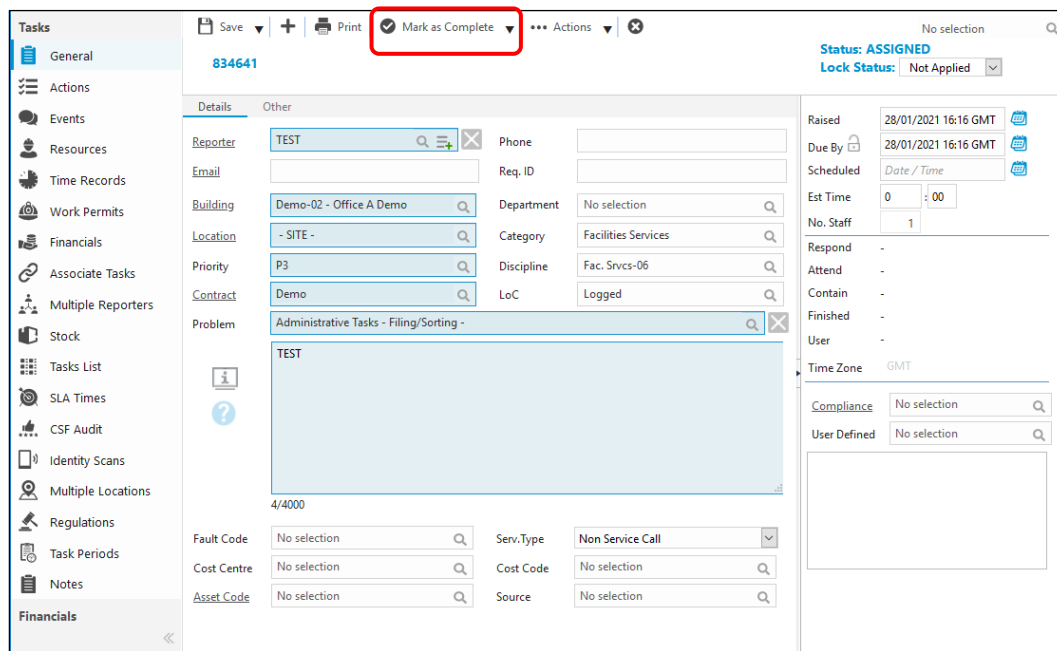 Tasks
General
Actions
Events
Resources
Time Records
Work Permits
Financials
Associate Tasks
Multiple Reporters
Stock
Tasks List
SLA Times
CSF Audit
Identity Scans
Multiple Locations
Regulations
Task Periods
Notes
Financials
Save Print Mark as Complete Actions
834641
No selection
Status: ASSIGNED
Lock Status: Not Applied
Details Other
Reporter TEST Phone
Email Req. ID
Building Demo-02 - Office A Demo Department No selection
Location - SITE - Category Facilities Services
Priority P3 Discipline Fac. Srvcs-06
Contract Demo LoC Logged
Problem Administrative Tasks - Filing/Sorting -
TEST
4/4000
Fault Code No selection Serv.Type Non Service Call
Cost Centre No selection Cost Code No selection
Asset Code No selection Source No selection
Raised 28/01/2021 16:16 GMT
Due By 28/01/2021 16:16 GMT
Scheduled Date / Time
Est Time 0 : 00
No. Staff 1
Respond -
Attend -
Contain -
Finished -
User -
Time Zone GMT
Compliance No selection
User Defined No selection